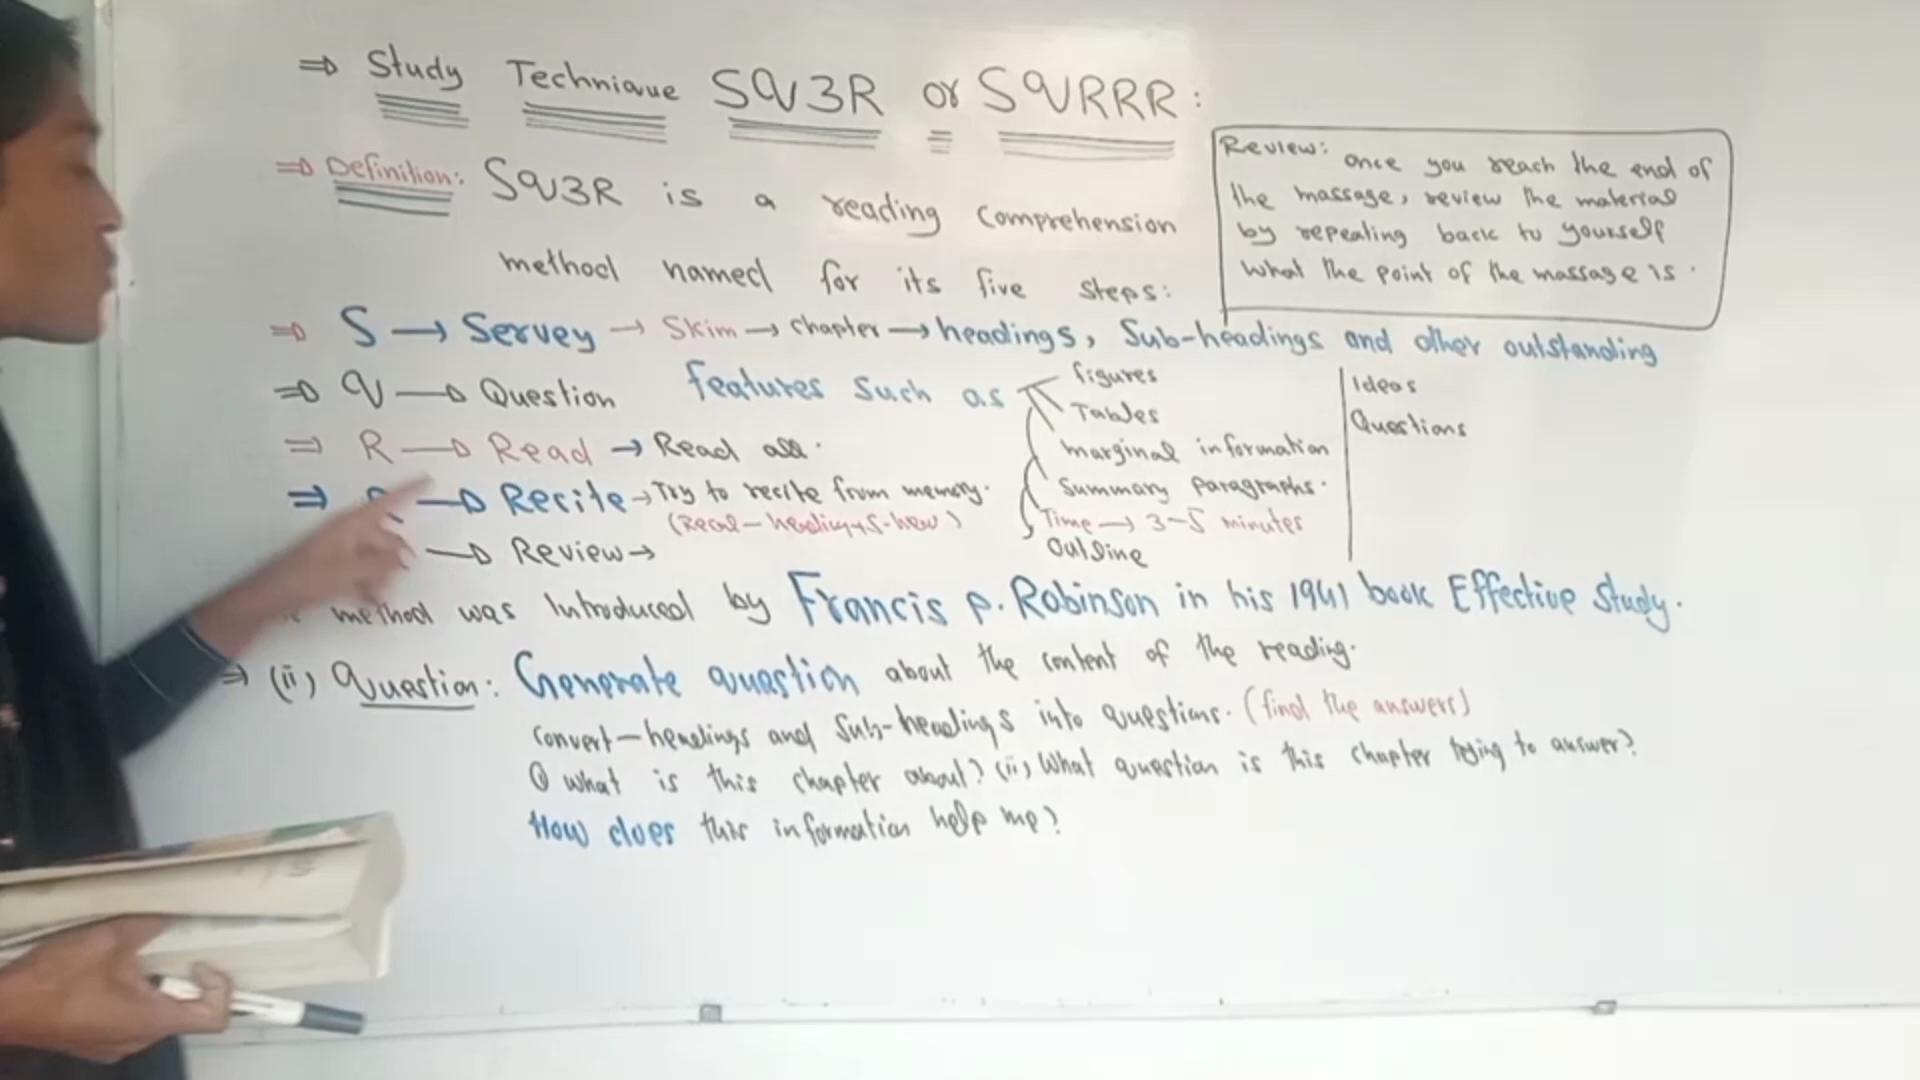 ⇒ Study Technique SQ3R or SQRRR:
⇒ Definition: SQ3R is a reading comprehension
method named for its five steps:
Review: once you reach the end of
the massage, review the material
by repeating back to yourself
what the point of the massage is.
⇒ S → Servey → Skim → chapter → headings, Sub-headings and other outstanding
features such as
figures
Tables
marginal information
Summary Paragraphs.
Time → 3-5 minutes
outline
Ideas
Questions
⇒ Q → Question
⇒ R → Read → Read all.
⇒ → Recite → Try to recite from memory.
→ Review →
method was Introduced by Francis P. Robinson in his 1941 book Effective Study.
⇒ (ii) Question: Generate question about the content of the reading.
Convert - headings and Sub-headings into questions. (find the answers)
(i) what is this chapter about? (ii) What question is this chapter trying to answer?
How does this information help me?